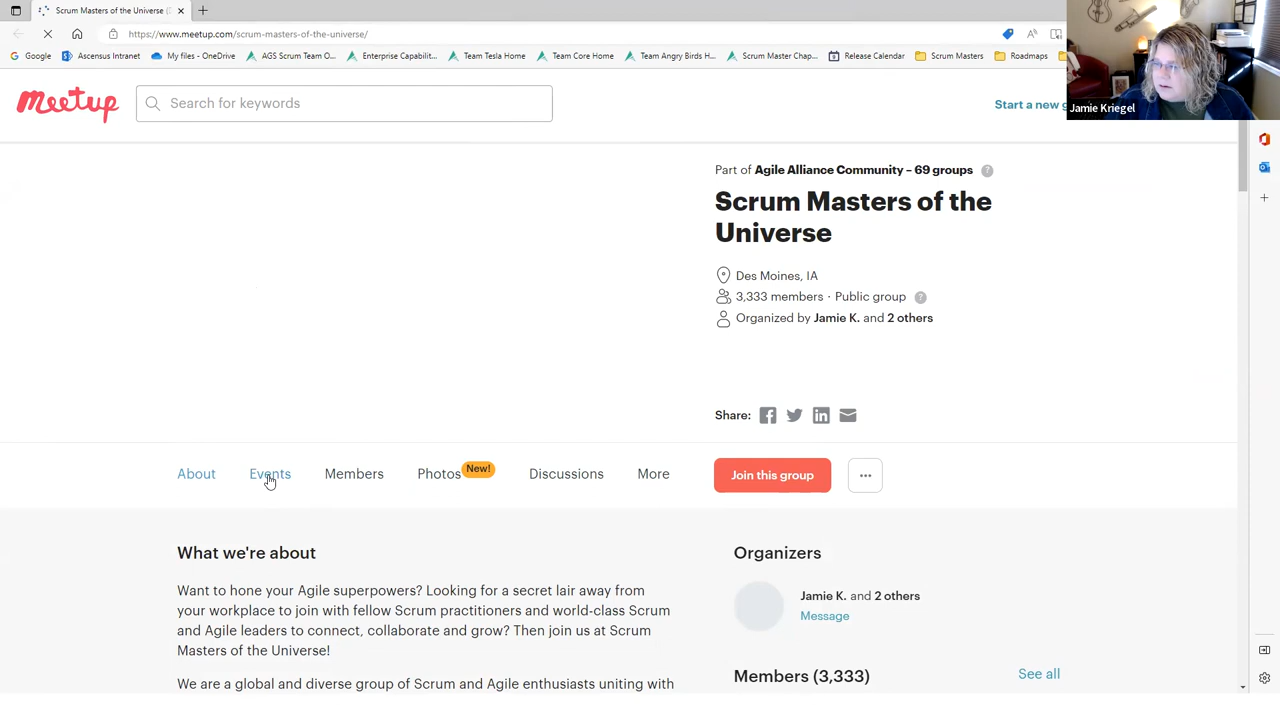 Scrum Masters of the Universe (
https://www.meetup.com/scrum-masters-of-the-universe/
Google
Ascensus Intranet
My files - OneDrive
AGS Scrum Team O...
Enterprise Capabilit...
Team Tesla Home
Team Core Home
Team Angry Birds H...
Scrum Master Chap...
Release Calendar
Scrum Masters
Roadmaps
Jamie Kriegel
meetup
Search for keywords
Start a new g
Part of Agile Alliance Community – 69 groups ?
Scrum Masters of the
Universe
Des Moines, IA
3,333 members · Public group ?
Organized by Jamie K. and 2 others
Share:
About
Events
Members
Photos New!
Discussions
More
Join this group
...
What we're about
Want to hone your Agile superpowers? Looking for a secret lair away from
your workplace to join with fellow Scrum practitioners and world-class Scrum
and Agile leaders to connect, collaborate and grow? Then join us at Scrum
Masters of the Universe!
We are a global and diverse group of Scrum and Agile enthusiasts uniting with
Organizers
Jamie K. and 2 others
Message
Members (3,333)
See all